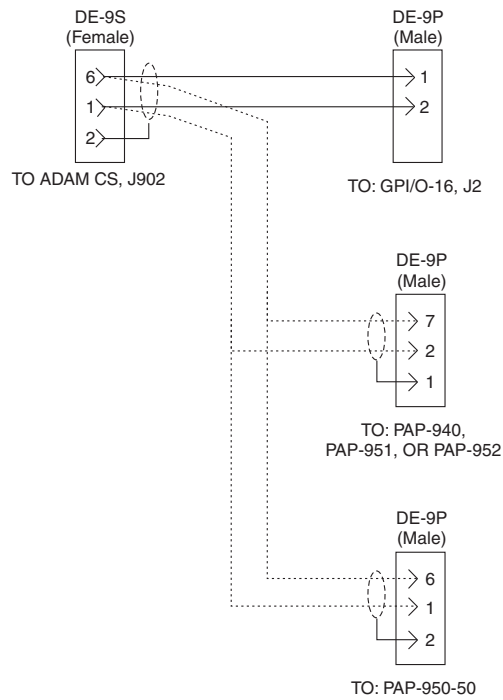 DE-9S
(Female)
6
1
2
TO ADAM CS, J902
DE-9P
(Male)
1
2
TO: GPI/O-16, J2
DE-9P
(Male)
7
2
1
TO: PAP-940,
PAP-951, OR PAP-952
DE-9P
(Male)
6
1
2
TO: PAP-950-50